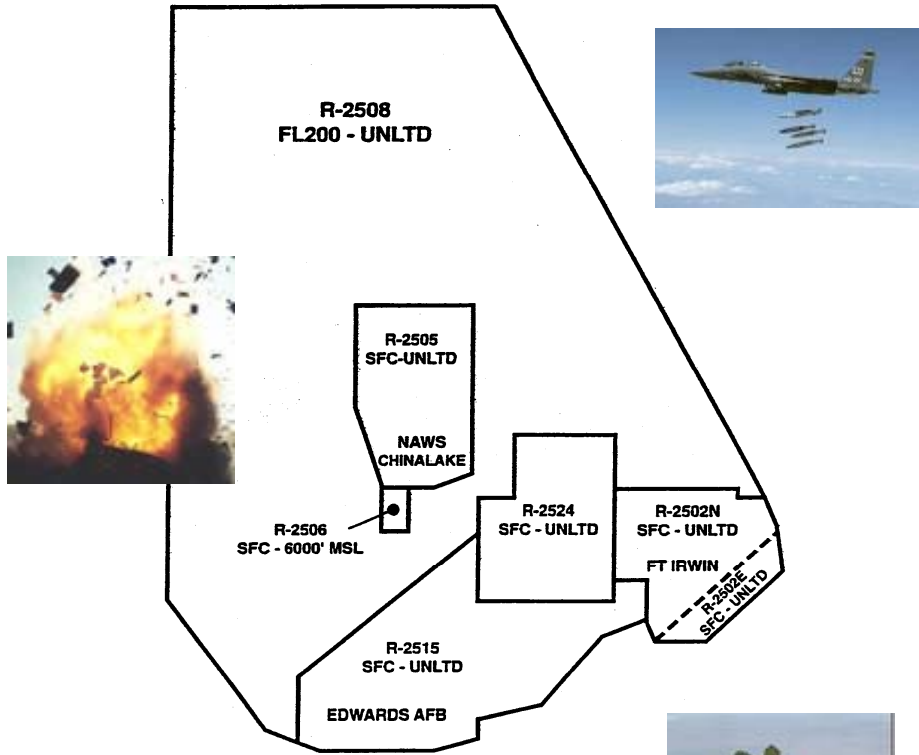 R-2508
FL200 - UNLTD
R-2505
SFC-UNLTD
NAWS
CHINALAKE
R-2506
SFC - 6000' MSL
R-2524
SFC - UNLTD
R-2502N
SFC - UNLTD
FT IRWIN
R-2502E
SFC - UNLTD
R-2515
SFC - UNLTD
EDWARDS AFB